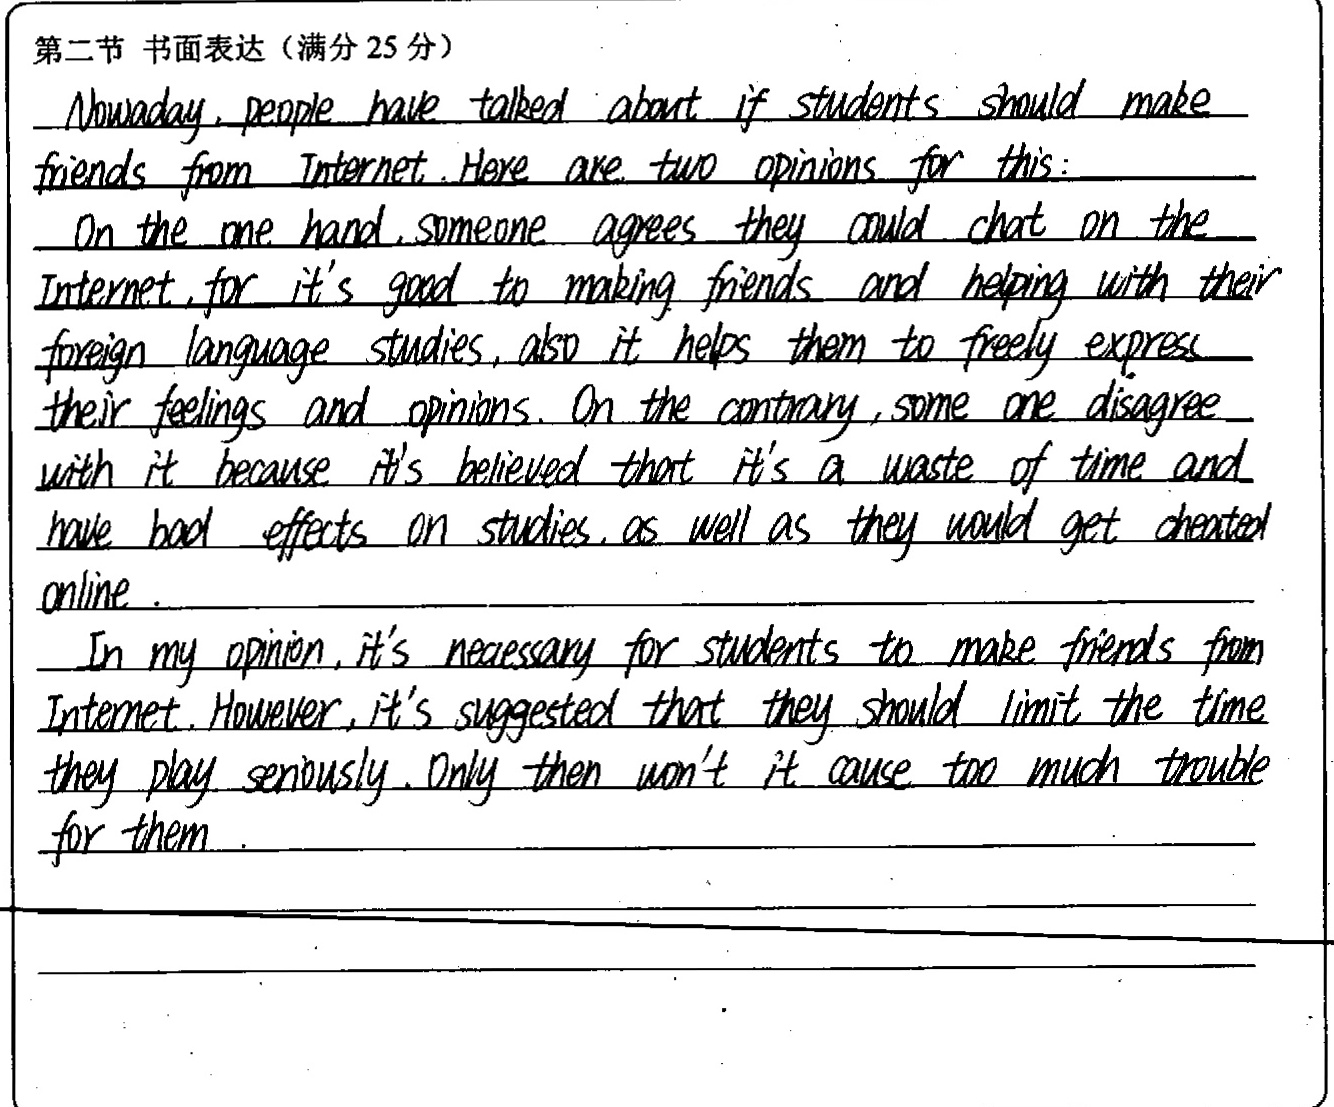 第二节 书面表达（满分 25 分）
Nowaday, people have talked about if students should make
friends from Internet. Here are two opinions for this:
On the one hand, someone agrees they could chat on the
Internet, for it's good to making friends and helping with their
foreign language studies, also it helps them to freely express
their feelings and opinions. On the contrary, some one disagree
with it because it's believed that it's a waste of time and
have bad effects on studies, as well as they would get cheated
online.
In my opinion, it's necessary for students to make friends from
Internet. However, it's suggested that they should limit the time
they play seriously. Only then won't it cause too much trouble
for them.